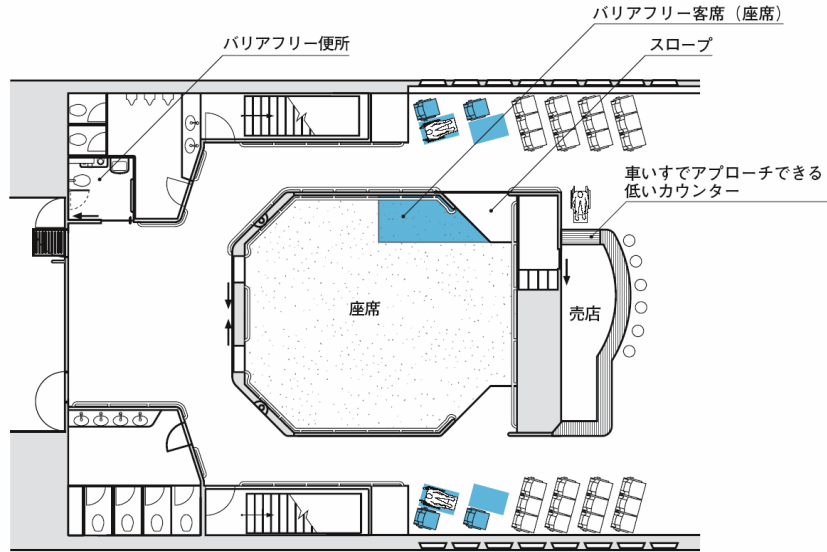 バリアフリー客席（座席）
バリアフリー便所
スロープ
車いすでアプローチできる
低いカウンター
座席
売店